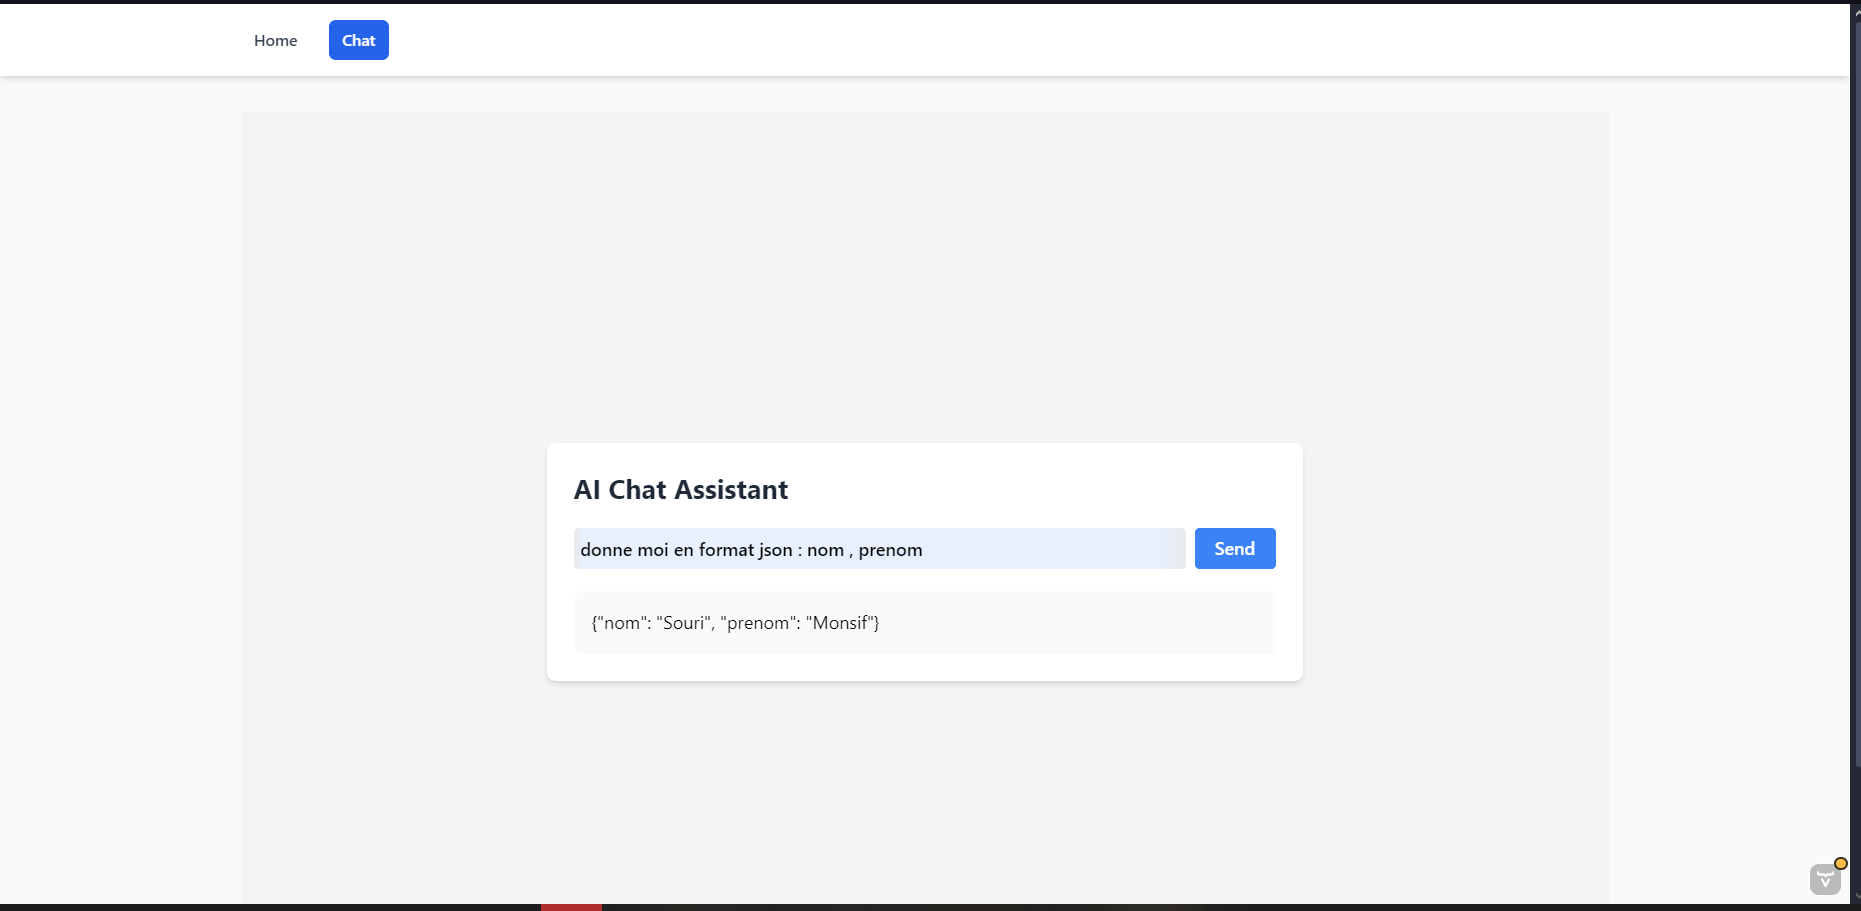 Home
Chat
AI Chat Assistant
donne moi en format json : nom , prenom
Send
{"nom": "Souri", "prenom": "Monsif"}